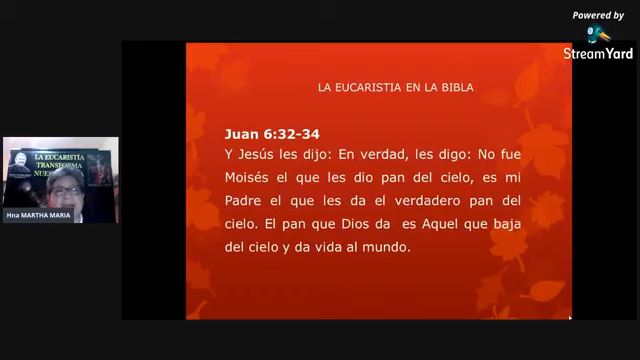 Powered by
StreamYard
LA EUCARISTIA EN LA BIBLA
Juan 6:32-34
Y Jesús les dijo: En verdad, les digo: No fue
Moisés el que les dio pan del cielo, es mi
Padre el que les da el verdadero pan del
cielo. El pan que Dios da es Aquel que baja
del cielo y da vida al mundo.
LA EUCARISTÍA
TRANSFORMA
Hna MARTHA MARIA